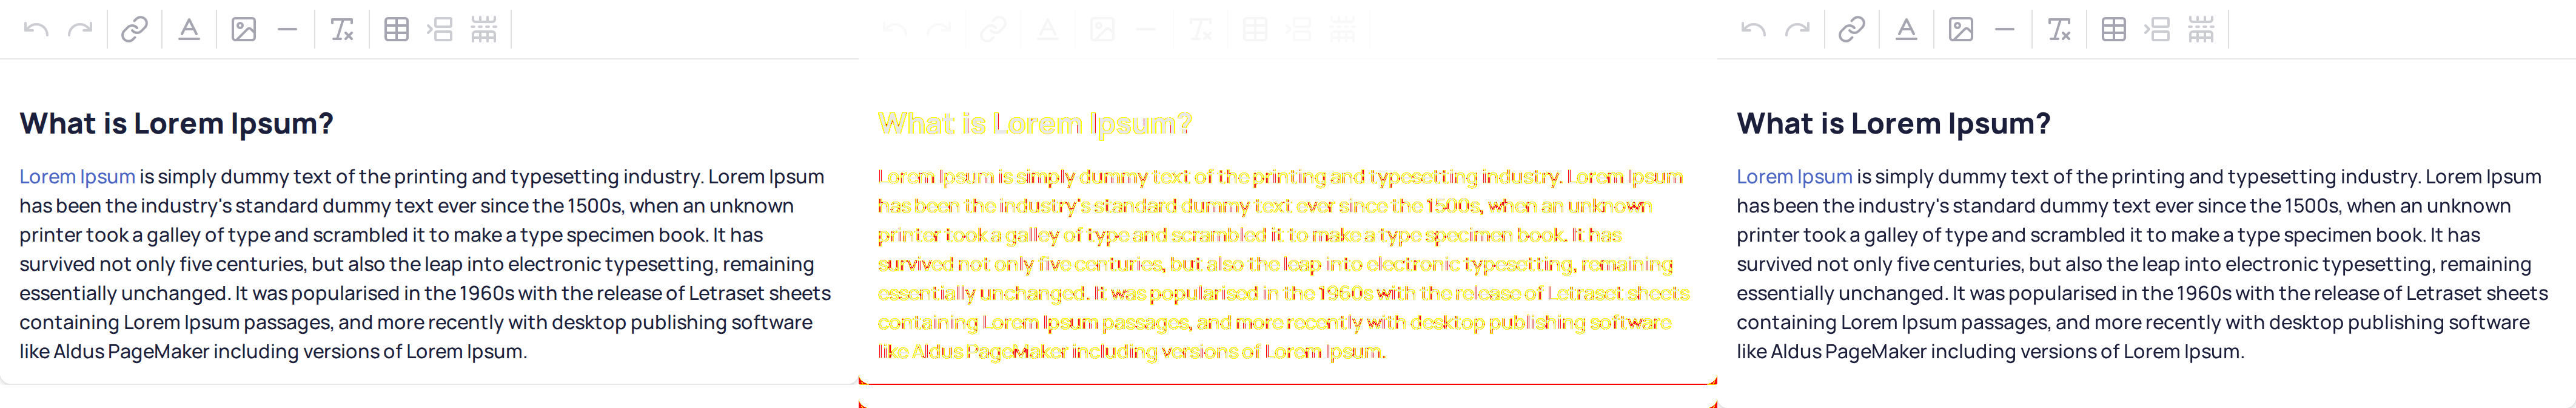 What is Lorem Ipsum?
Lorem Ipsum is simply dummy text of the printing and typesetting industry. Lorem Ipsum
has been the industry's standard dummy text ever since the 1500s, when an unknown
printer took a galley of type and scrambled it to make a type specimen book. It has
survived not only five centuries, but also the leap into electronic typesetting, remaining
essentially unchanged. It was popularised in the 1960s with the release of Letraset sheets
containing Lorem Ipsum passages, and more recently with desktop publishing software
like Aldus PageMaker including versions of Lorem Ipsum.
What is Lorem Ipsum?
Lorem Ipsum is simply dummy text of the printing and typesetting industry. Lorem Ipsum
has been the industry's standard dummy text ever since the 1500s, when an unknown
printer took a galley of type and scrambled it to make a type specimen book. It has
survived not only five centuries, but also the leap into electronic typesetting, remaining
essentially unchanged. It was popularised in the 1960s with the release of Letraset sheets
containing Lorem Ipsum passages, and more recently with desktop publishing software
like Aldus PageMaker including versions of Lorem Ipsum.
What is Lorem Ipsum?
Lorem Ipsum is simply dummy text of the printing and typesetting industry. Lorem Ipsum
has been the industry's standard dummy text ever since the 1500s, when an unknown
printer took a galley of type and scrambled it to make a type specimen book. It has
survived not only five centuries, but also the leap into electronic typesetting, remaining
essentially unchanged. It was popularised in the 1960s with the release of Letraset sheets
containing Lorem Ipsum passages, and more recently with desktop publishing software
like Aldus PageMaker including versions of Lorem Ipsum.